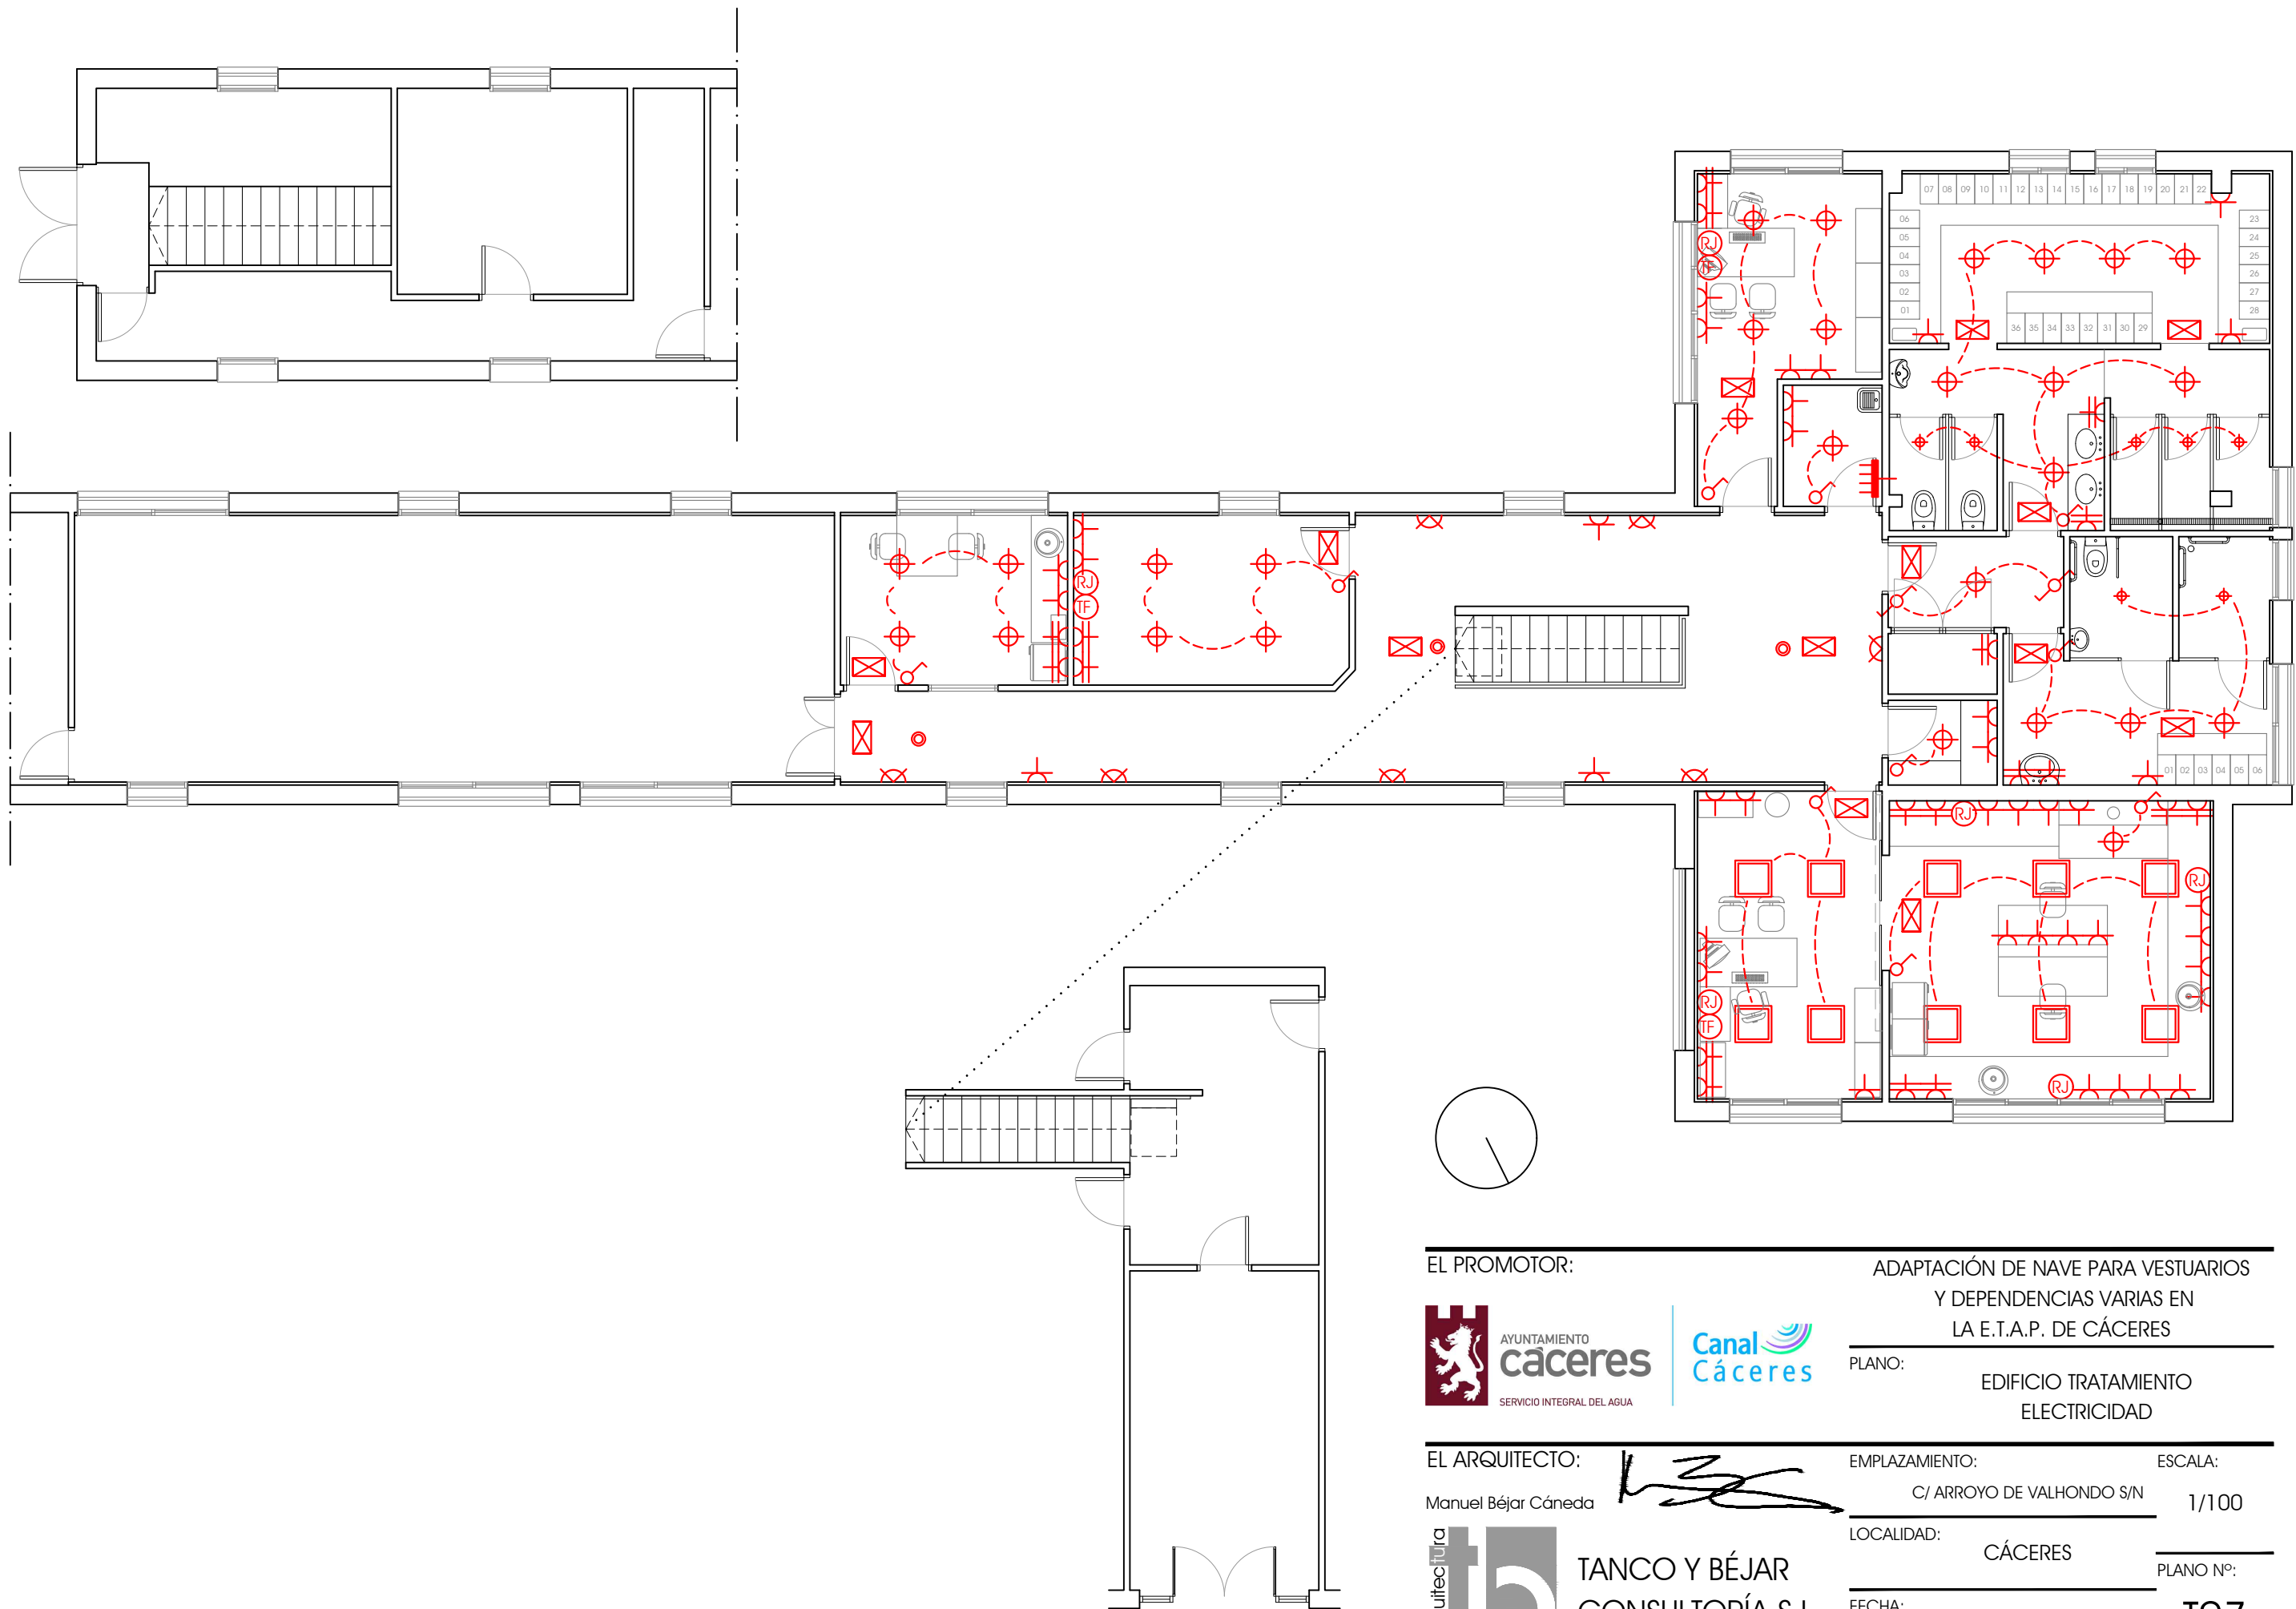 07 08 09 10 11 12 13 14 15 16 17 18 19 20 21 22
06
05
04
03
02
01
23
24
25
26
27
28
36 35 34 33 32 31 30 29
RJ
TF
RJ
TF
01 02 03 04 05 06
RJ
RJ
RJ
TF
RJ
EL PROMOTOR:
AYUNTAMIENTO
cáceres
SERVICIO INTEGRAL DEL AGUA
Canal
Cáceres
ADAPTACIÓN DE NAVE PARA VESTUARIOS
Y DEPENDENCIAS VARIAS EN
LA E.T.A.P. DE CÁCERES
PLANO:
EDIFICIO TRATAMIENTO
ELECTRICIDAD
EL ARQUITECTO:
Manuel Béjar Cáneda
EMPLAZAMIENTO:
C/ ARROYO DE VALHONDO S/N
ESCALA:
1/100
LOCALIDAD:
CÁCERES
PLANO Nº:
TANCO Y BÉJAR
CONSULTORÍA S.L.
FECHA:
T07